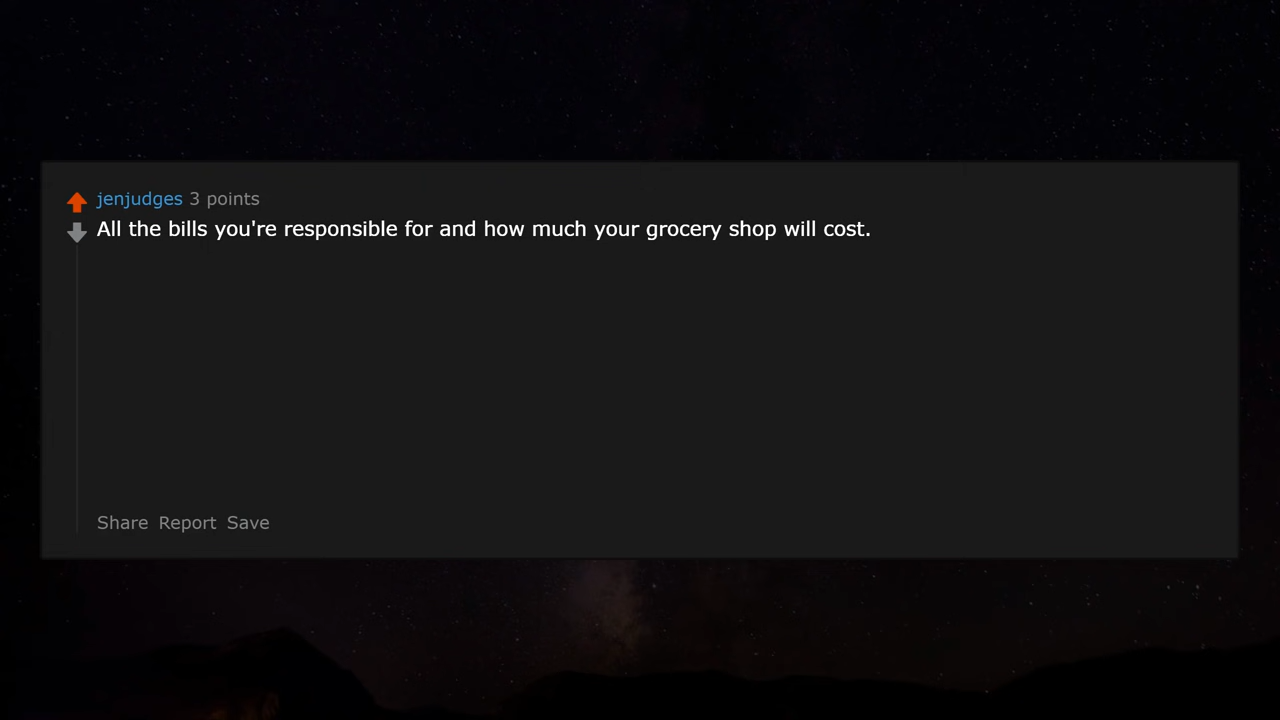 jenjudges 3 points
All the bills you're responsible for and how much your grocery shop will cost.
Share Report Save